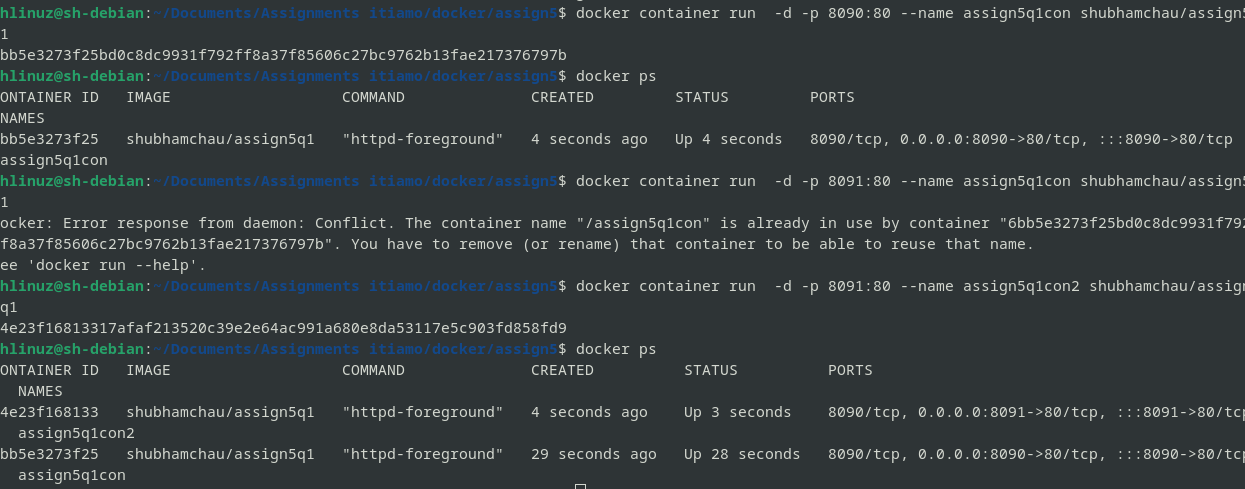 hlinuz@sh-debian:~/Documents/Assignments itiamo/docker/assign5$ docker container run  -d -p 8090:80 --name assign5q1con shubhamchau/assign5
1
bb5e3273f25bd0c8dc9931f792ff8a37f85606c27bc9762b13fae217376797b
hlinuz@sh-debian:~/Documents/Assignments itiamo/docker/assign5$ docker ps
ONTAINER ID   IMAGE                   COMMAND              CREATED         STATUS         PORTS
NAMES
bb5e3273f25   shubhamchau/assign5q1   "httpd-foreground"   4 seconds ago   Up 4 seconds   8090/tcp, 0.0.0.0:8090->80/tcp, :::8090->80/tcp
assign5q1con
hlinuz@sh-debian:~/Documents/Assignments itiamo/docker/assign5$ docker container run  -d -p 8091:80 --name assign5q1con shubhamchau/assign5
1
ocker: Error response from daemon: Conflict. The container name "/assign5q1con" is already in use by container "6bb5e3273f25bd0c8dc9931f792
f8a37f85606c27bc9762b13fae217376797b". You have to remove (or rename) that container to be able to reuse that name.
ee 'docker run --help'.
hlinuz@sh-debian:~/Documents/Assignments itiamo/docker/assign5$ docker container run  -d -p 8091:80 --name assign5q1con2 shubhamchau/assign
q1
4e23f16813317afaf213520c39e2e64ac991a680e8da53117e5c903fd858fd9
hlinuz@sh-debian:~/Documents/Assignments itiamo/docker/assign5$ docker ps
ONTAINER ID   IMAGE                   COMMAND              CREATED          STATUS          PORTS
  NAMES
4e23f168133   shubhamchau/assign5q1   "httpd-foreground"   4 seconds ago    Up 3 seconds    8090/tcp, 0.0.0.0:8091->80/tcp, :::8091->80/tcp
  assign5q1con2
bb5e3273f25   shubhamchau/assign5q1   "httpd-foreground"   29 seconds ago   Up 28 seconds   8090/tcp, 0.0.0.0:8090->80/tcp, :::8090->80/tcp
  assign5q1con